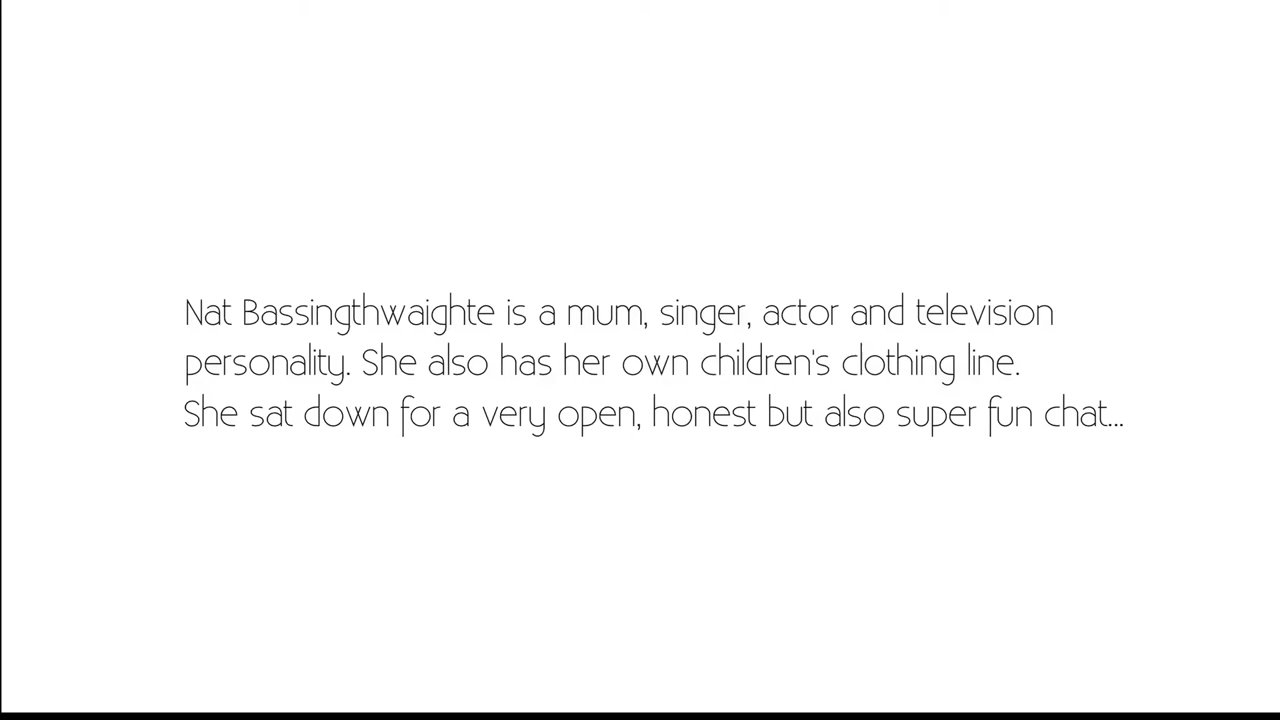 Nat Bassingthwaighte is a mum, singer, actor and television
personality. She also has her own children's clothing line.
She sat down for a very open, honest but also super fun chat...